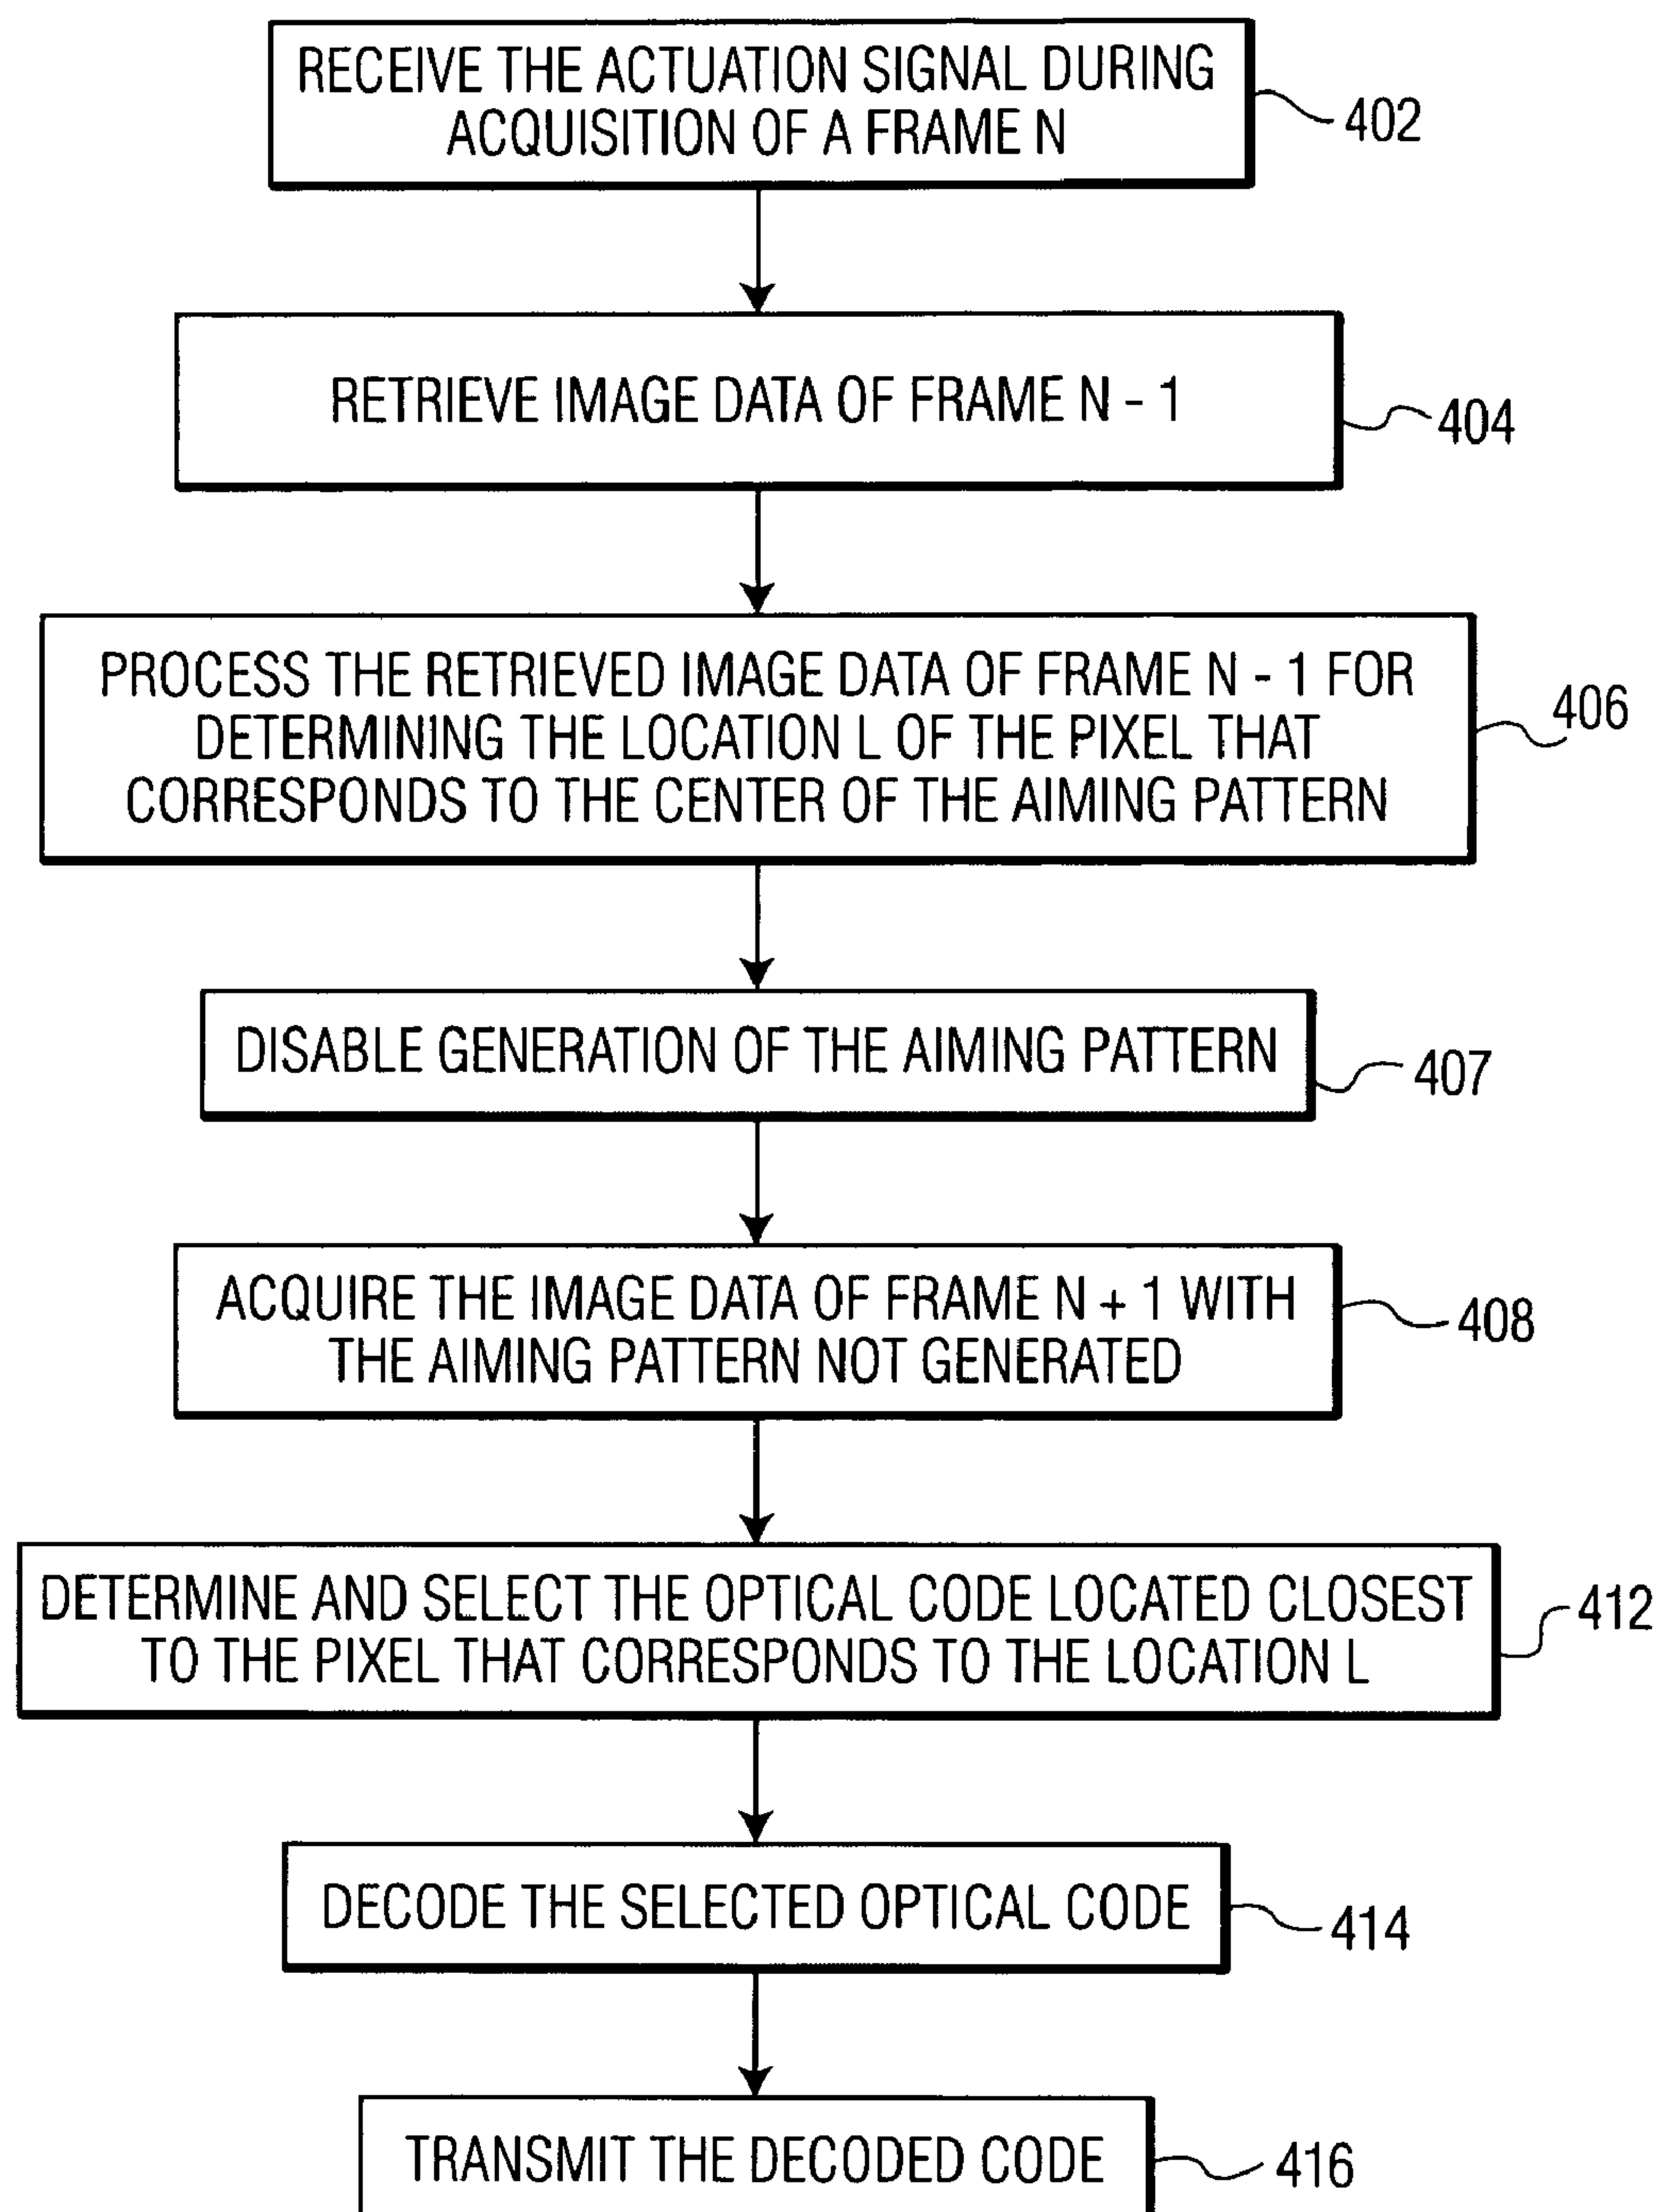 RECEIVE THE ACTUATION SIGNAL DURING
ACQUISITION OF A FRAME N
402
RETRIEVE IMAGE DATA OF FRAME N - 1
404
PROCESS THE RETRIEVED IMAGE DATA OF FRAME N - 1 FOR
DETERMINING THE LOCATION L OF THE PIXEL THAT
CORRESPONDS TO THE CENTER OF THE AIMING PATTERN
406
DISABLE GENERATION OF THE AIMING PATTERN
407
ACQUIRE THE IMAGE DATA OF FRAME N + 1 WITH
THE AIMING PATTERN NOT GENERATED
408
DETERMINE AND SELECT THE OPTICAL CODE LOCATED CLOSEST
TO THE PIXEL THAT CORRESPONDS TO THE LOCATION L
412
DECODE THE SELECTED OPTICAL CODE
414
TRANSMIT THE DECODED CODE
416